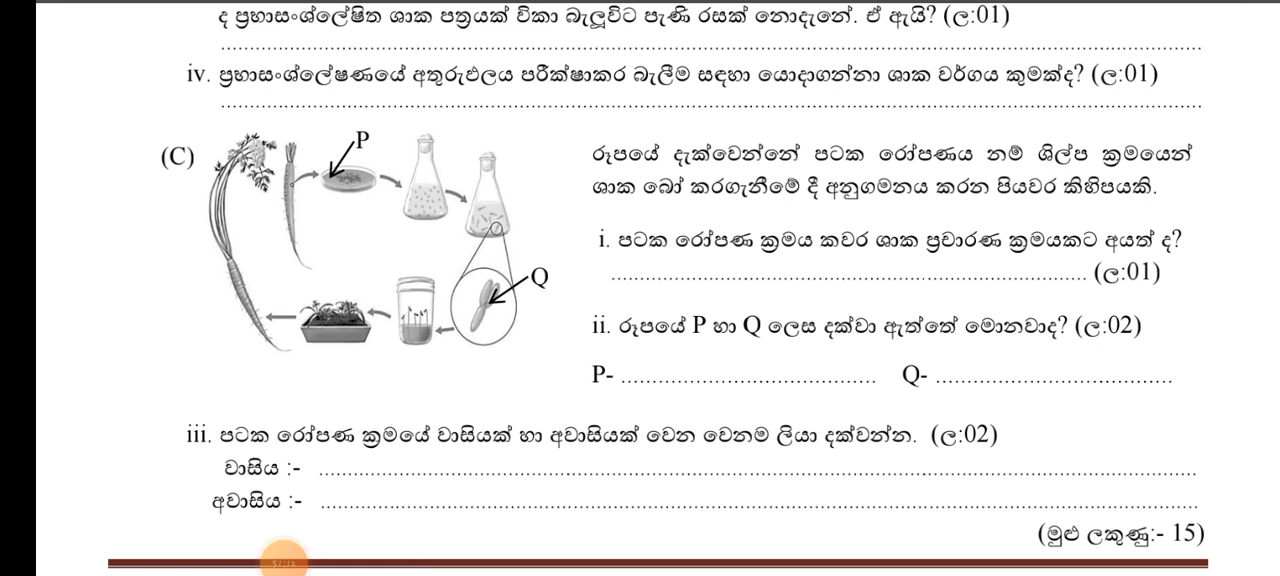 ද ප්‍රභාසංශ්ලේෂිත ශාක පත්‍රයක් විකා බැලූවිට පැණි රසක් නොදැනේ. ඒ ඇයි? (ල:01)
iv. ප්‍රභාසංශ්ලේෂණයේ අතුරුඵලය පරීක්ෂාකර බැලීම සඳහා යොදාගන්නා ශාක වර්ගය කුමක්ද? (ල:01)
(C)
P
රූපයේ දැක්වෙන්නේ පටක රෝපණය නම් ශිල්ප ක්‍රමයෙන්
ශාක බෝ කරගැනීමේ දී අනුගමනය කරන පියවර කිහිපයකි.
i. පටක රෝපණ ක්‍රමය කවර ශාක ප්‍රචාරණ ක්‍රමයකට අයත් ද?
(ල:01)
Q
ii. රූපයේ P හා Q ලෙස දක්වා ඇත්තේ මොනවාද? (ල:02)
P- Q-
iii. පටක රෝපණ ක්‍රමයේ වාසියක් හා අවාසියක් වෙන වෙනම ලියා දක්වන්න. (ල:02)
වාසිය :-
අවාසිය :-
(මුළු ලකුණු:- 15)
51:12